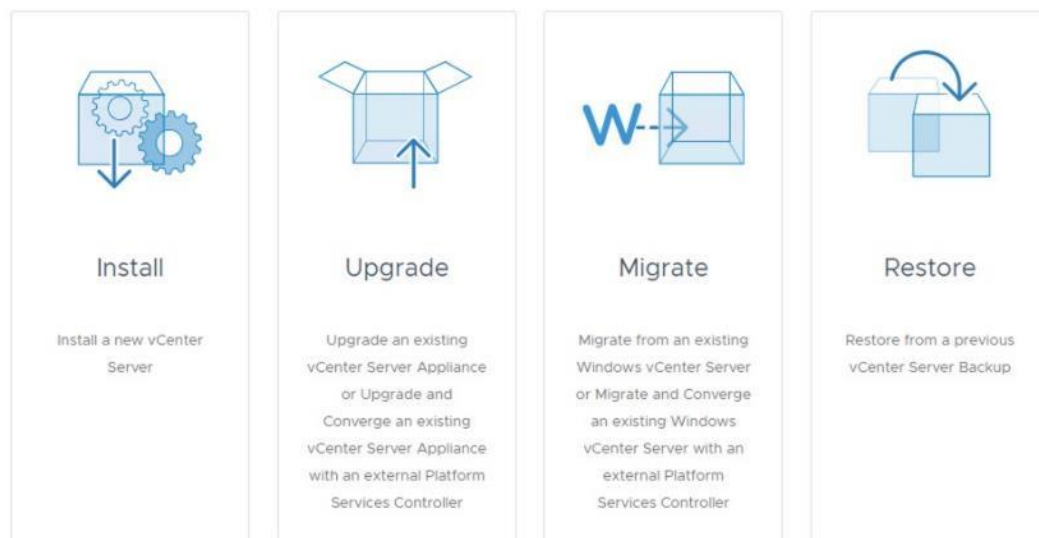 W
Install
Install a new vCenter
Server
Upgrade
Upgrade an existing
vCenter Server Appliance
or Upgrade and
Converge an existing
vCenter Server Appliance
with an external Platform
Services Controller
Migrate
Migrate from an existing
Windows vCenter Server
or Migrate and Converge
an existing Windows
vCenter Server with an
external Platform
Services Controller
Restore
Restore from a previous
vCenter Server Backup